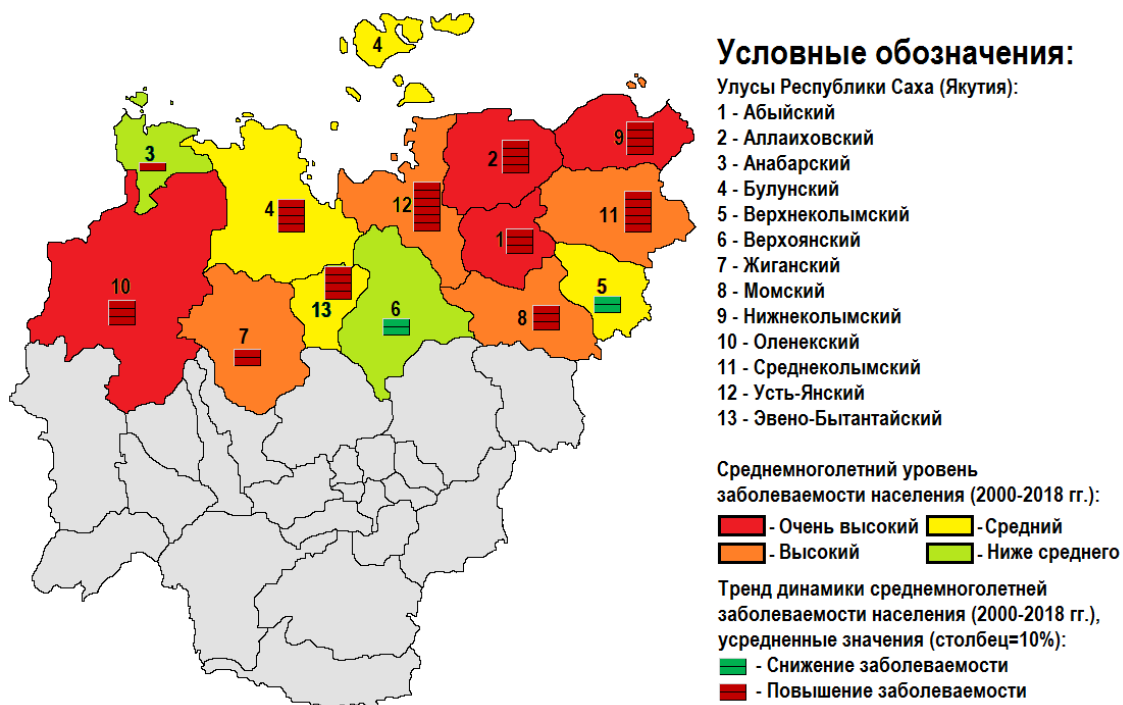 4
3
2
9
4
12
11
1
10
5
13
6
8
7
Условные обозначения:
Улусы Республики Саха (Якутия):
1 - Абыйский
2 - Аллаиховский
3 - Анабарский
4 - Булунский
5 - Верхнеколымский
6 - Верхоянский
7 - Жиганский
8 - Момский
9 - Нижнеколымский
10 - Оленекский
11 - Среднеколымский
12 - Усть-Янский
13 - Эвено-Бытантайский
Среднемноголетний уровень
заболеваемости населения (2000-2018 гг.):
- Очень высокий - Средний
- Высокий - Ниже среднего
Тренд динамики среднемноголетней
заболеваемости населения (2000-2018 гг.),
усредненные значения (столбец=10%):
- Снижение заболеваемости
- Повышение заболеваемости